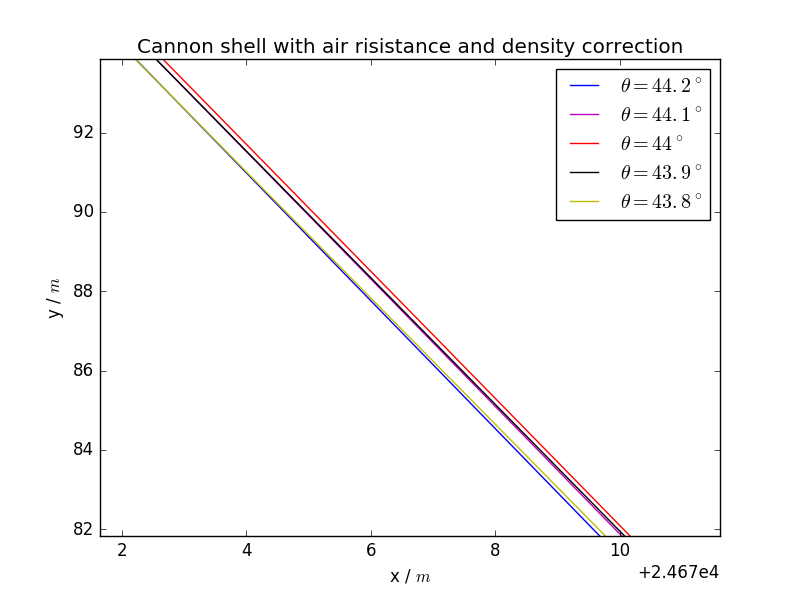 Cannon shell with air risistance and density correction
θ = 44.2°
θ = 44.1°
θ = 44°
θ = 43.9°
θ = 43.8°
92
90
88
86
84
82
y / m
2 4 6 8 10
+2.467e4
x / m